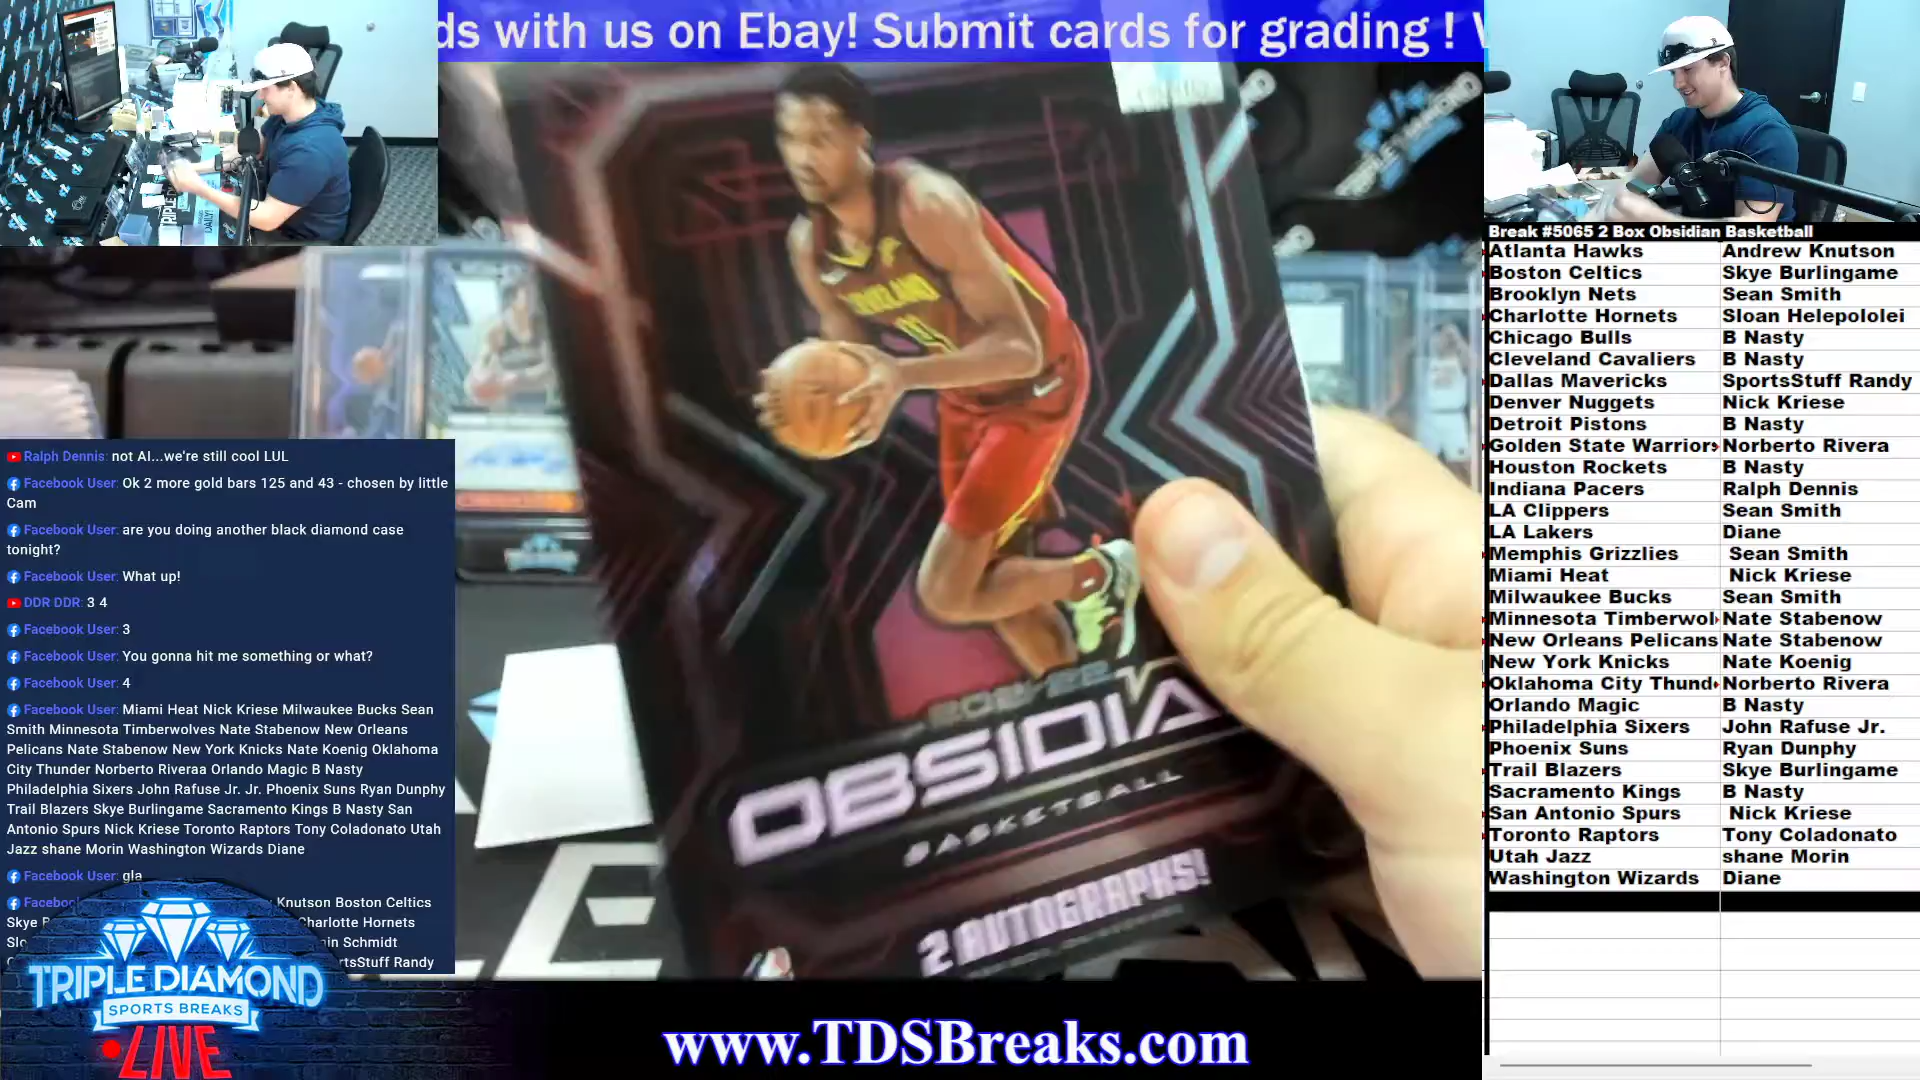 ds with us on Ebay! Submit cards for grading !
TRIPLE DIAMOND
Break #5065 2 Box Obsidian Basketball
Atlanta Hawks Andrew Knutson
Boston Celtics Skye Burlingame
Brooklyn Nets Sean Smith
Charlotte Hornets Sloan Helepololei
Chicago Bulls B Nasty
Cleveland Cavaliers B Nasty
Dallas Mavericks SportsStuff Randy
Denver Nuggets Nick Kriese
Detroit Pistons B Nasty
Golden State Warriors Norberto Rivera
Houston Rockets B Nasty
Indiana Pacers Ralph Dennis
LA Clippers Sean Smith
LA Lakers Diane
Memphis Grizzlies Sean Smith
Miami Heat Nick Kriese
Milwaukee Bucks Sean Smith
Minnesota Timberwol Nate Stabenow
New Orleans Pelicans Nate Stabenow
New York Knicks Nate Koenig
Oklahoma City Thund Norberto Rivera
Orlando Magic B Nasty
Philadelphia Sixers John Rafuse Jr.
Phoenix Suns Ryan Dunphy
Trail Blazers Skye Burlingame
Sacramento Kings B Nasty
San Antonio Spurs Nick Kriese
Toronto Raptors Tony Coladonato
Utah Jazz shane Morin
Washington Wizards Diane
OBSIDIA
BASKETBALL
2 AUTOGRAPHS!
Ralph Dennis: not AI...we're still cool LUL
Facebook User: Ok 2 more gold bars 125 and 43 - chosen by little
Cam
Facebook User: are you doing another black diamond case
tonight?
Facebook User: What up!
DDR DDR: 3 4
Facebook User: 3
Facebook User: You gonna hit me something or what?
Facebook User: 4
Facebook User: Miami Heat Nick Kriese Milwaukee Bucks Sean
Smith Minnesota Timberwolves Nate Stabenow New Orleans
Pelicans Nate Stabenow New York Knicks Nate Koenig Oklahoma
City Thunder Norberto Riveraa Orlando Magic B Nasty
Philadelphia Sixers John Rafuse Jr. Jr. Phoenix Suns Ryan Dunphy
Trail Blazers Skye Burlingame Sacramento Kings B Nasty San
Antonio Spurs Nick Kriese Toronto Raptors Tony Coladonato Utah
Jazz shane Morin Washington Wizards Diane
Facebook User: gla
Knutson Boston Celtics
Skye Charlotte Hornets
Schmidt
Randy
TRIPLE DIAMOND
SPORTS BREAKS
LIVE
www.TDSBreaks.com